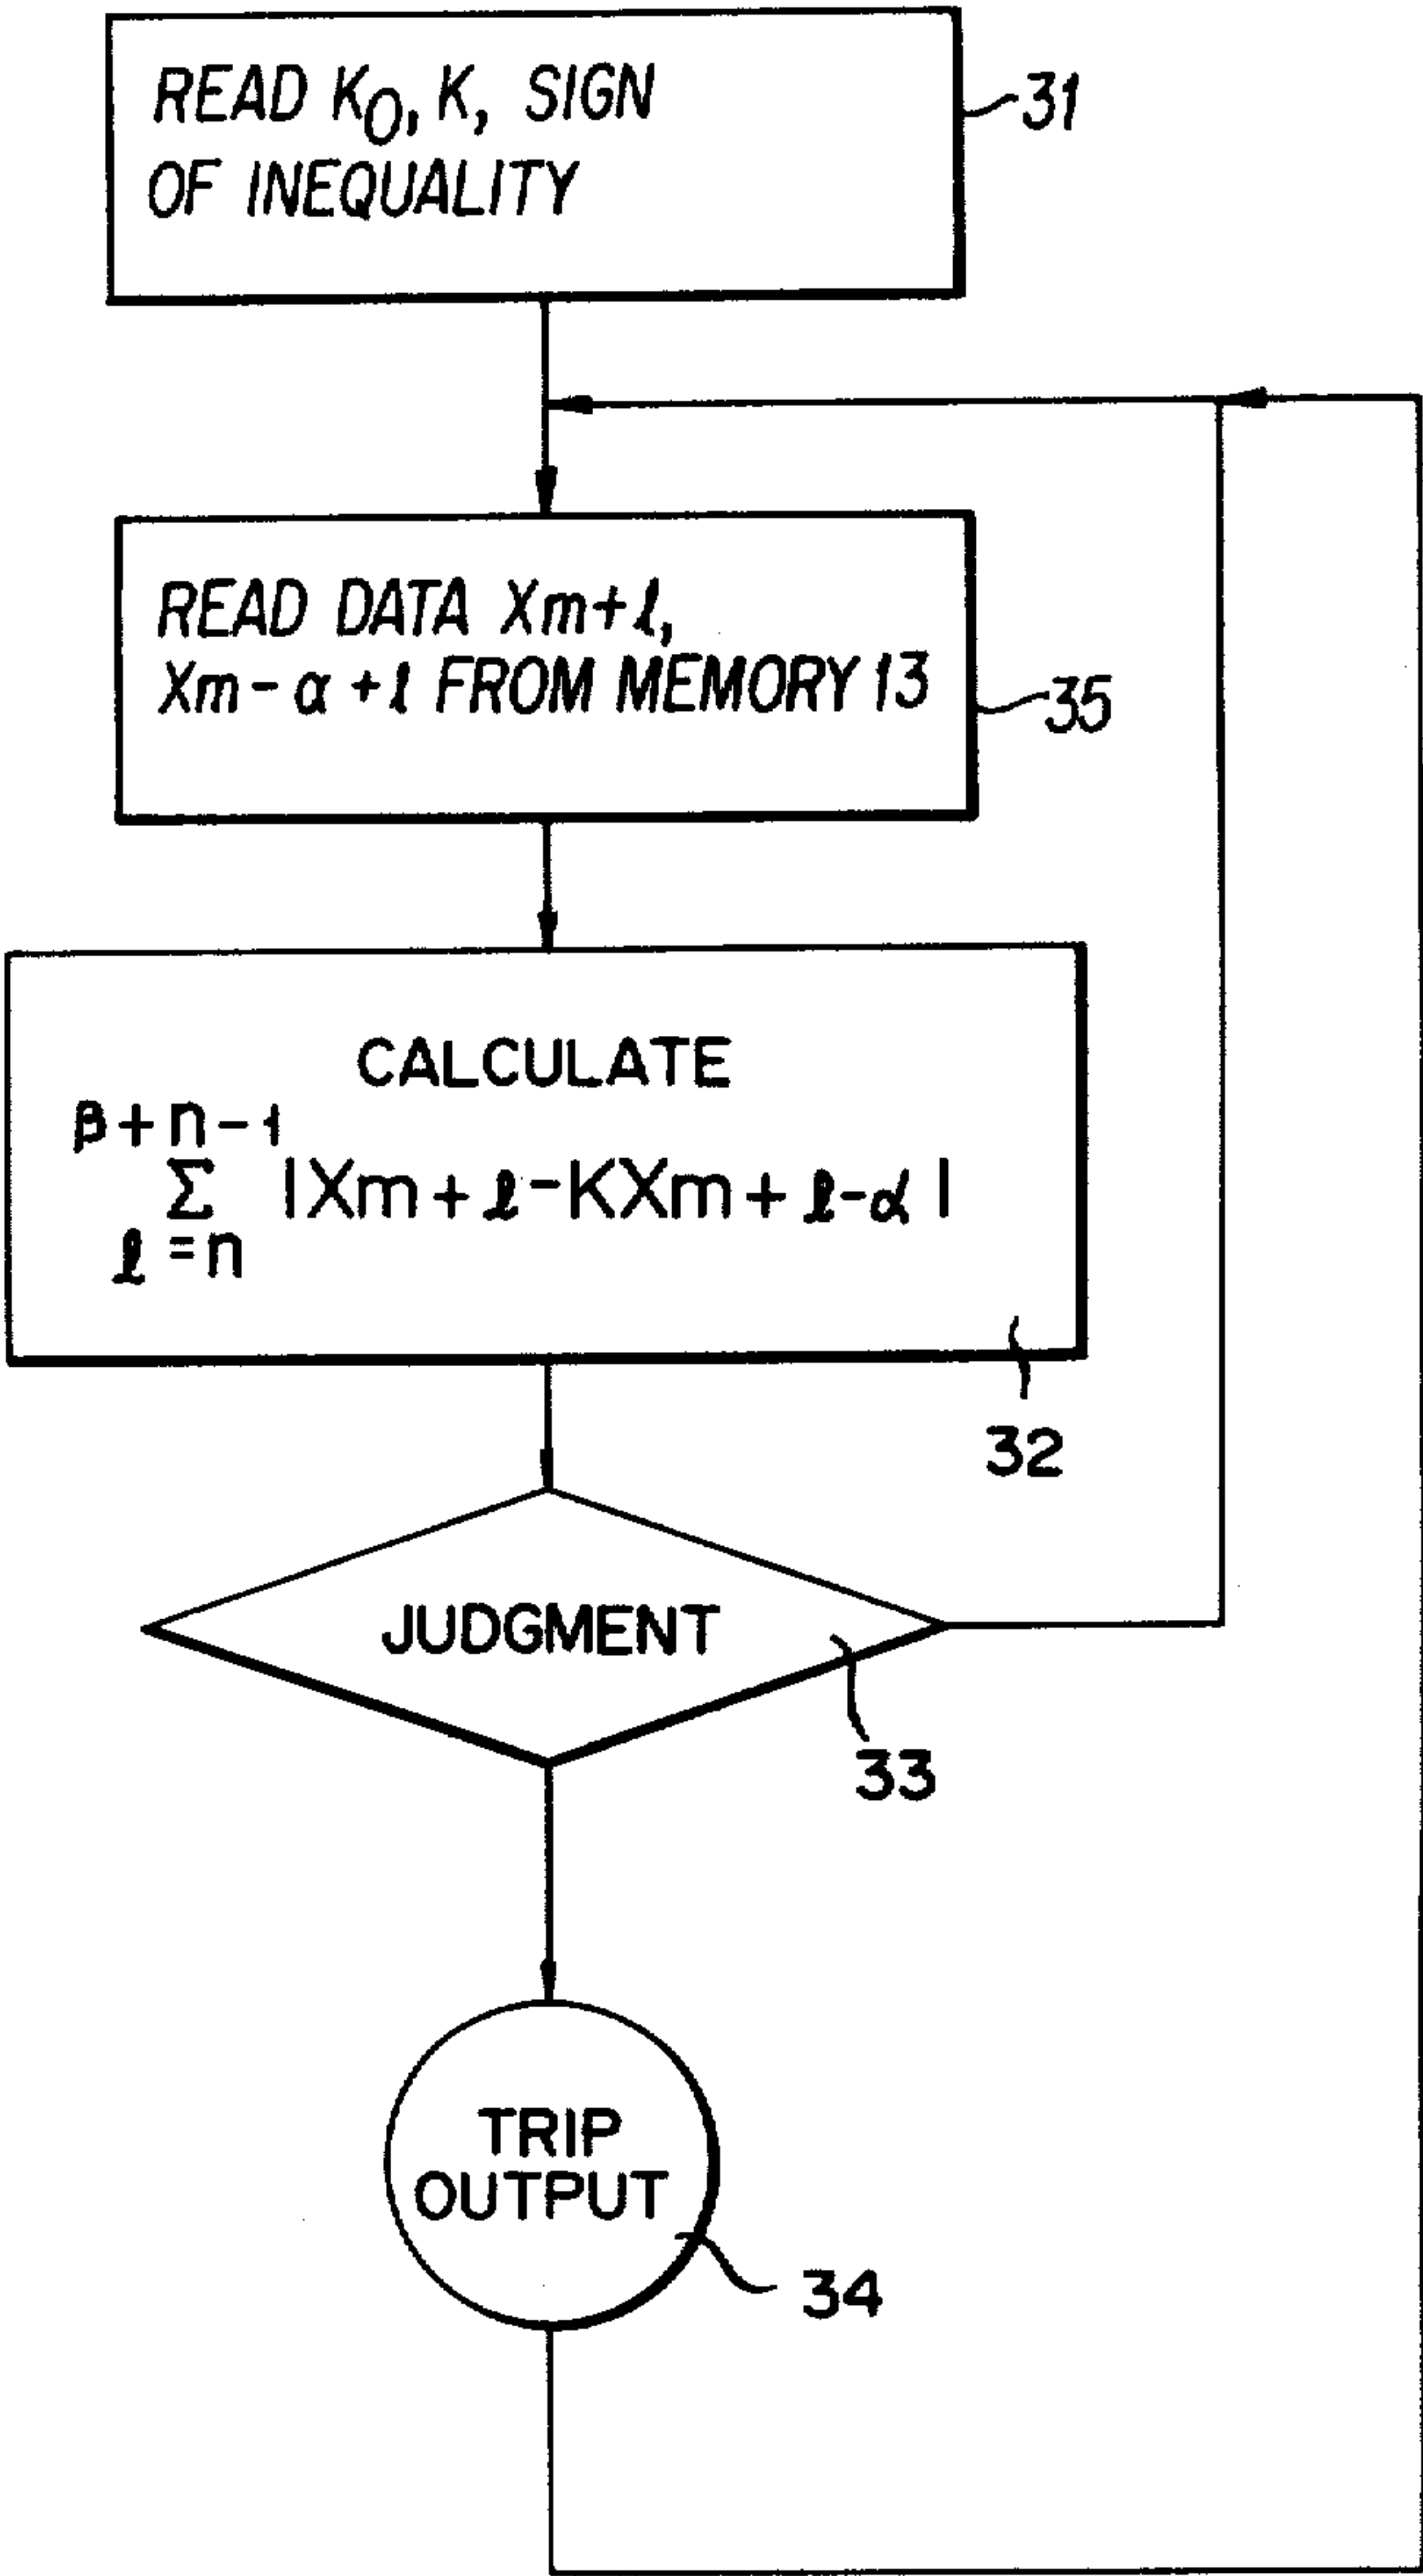 READ K₀, K, SIGN
OF INEQUALITY
31
READ DATA Xm+ℓ,
Xm-α+ℓ FROM MEMORY 13
35
CALCULATE
β+n-1
Σ |Xm+ℓ-KXm+ℓ-α|
ℓ=n
32
JUDGMENT
33
TRIP
OUTPUT
34